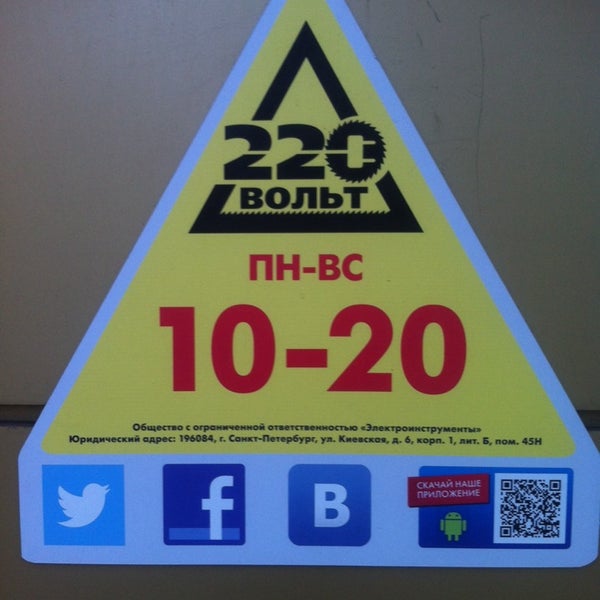 220
ВОЛЬТ
ПН-ВС
10-20
Общество с ограниченной ответственностью «Электроинструменты»
Юридический адрес: 196084, г. Санкт-Петербург, ул. Киевская, д. 6, корп. 1, лит. Б, пом. 45Н
f
В
СКАЧАЙ НАШЕ
ПРИЛОЖЕНИЕ